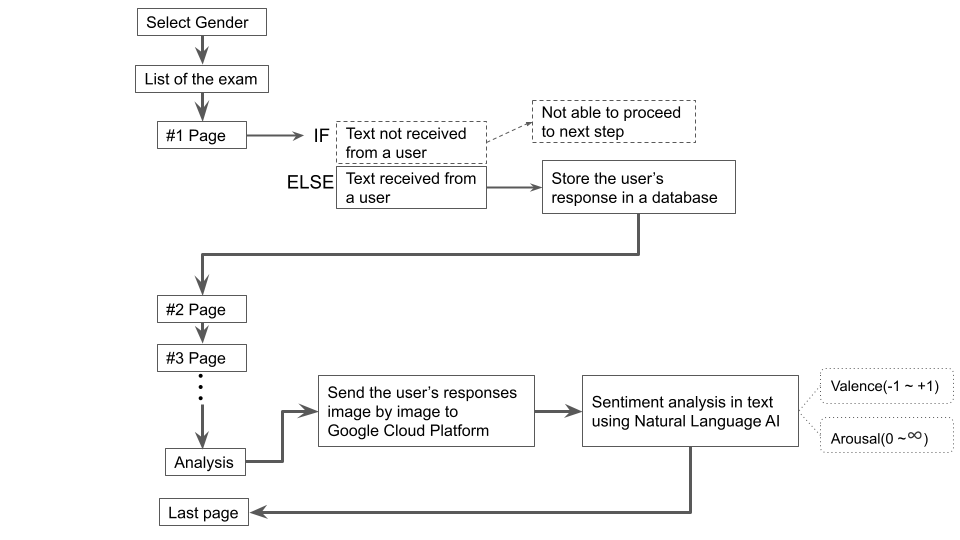 Select Gender
List of the exam
#1 Page
IF
Text not received
from a user
Not able to proceed
to next step
ELSE
Text received from
a user
Store the user’s
response in a database
#2 Page
#3 Page
Analysis
Send the user’s responses
image by image to
Google Cloud Platform
Sentiment analysis in text
using Natural Language AI
Valence(-1 ~ +1)
Arousal(0 ~∞)
Last page